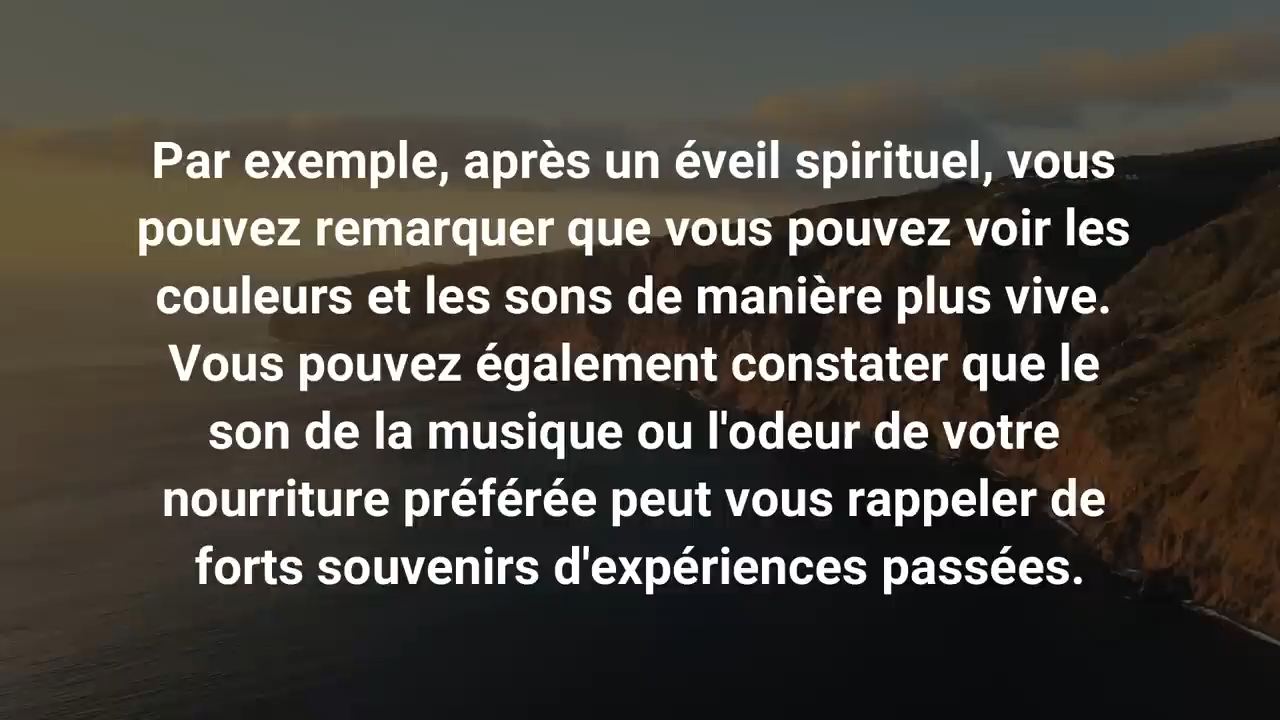 Par exemple, après un éveil spirituel, vous
pouvez remarquer que vous pouvez voir les
couleurs et les sons de manière plus vive.
Vous pouvez également constater que le
son de la musique ou l'odeur de votre
nourriture préférée peut vous rappeler de
forts souvenirs d'expériences passées.